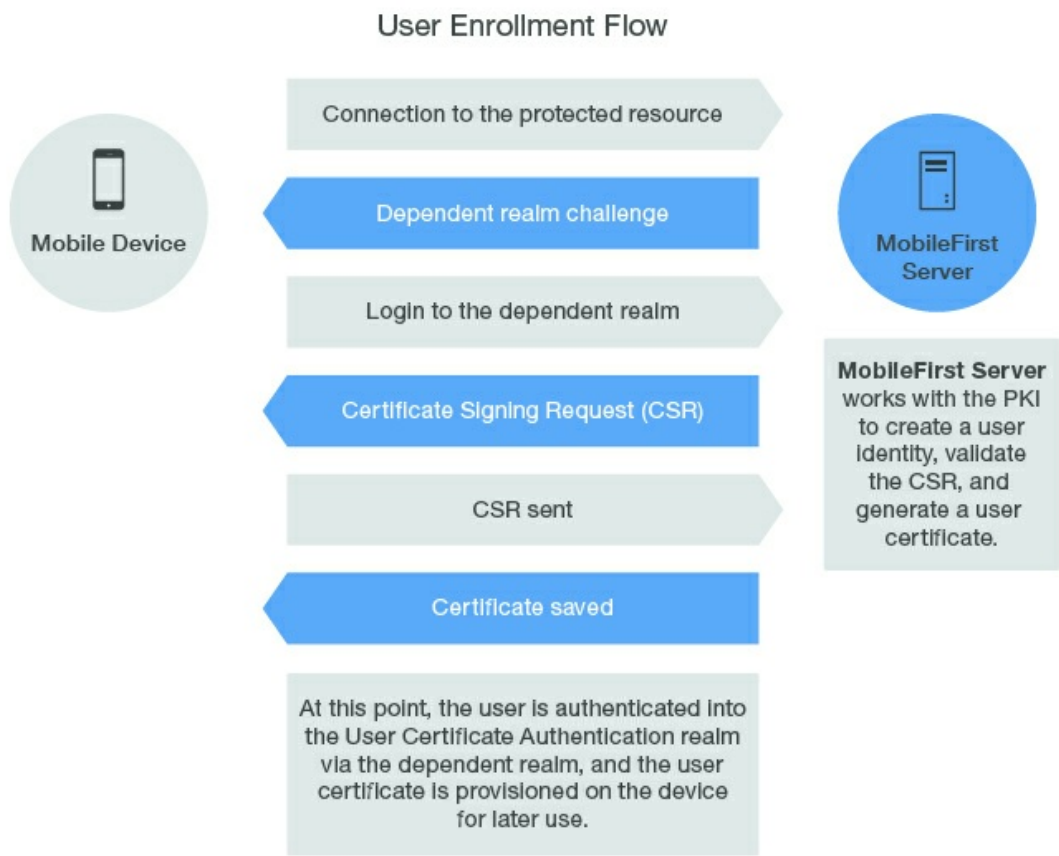 User Enrollment Flow
Connection to the protected resource
Mobile Device
Dependent realm challenge
MobileFirst
Server
Login to the dependent realm
MobileFirst Server
works with the PKI
to create a user
identity, validate
the CSR, and
generate a user
certificate.
Certificate Signing Request (CSR)
CSR sent
Certificate saved
At this point, the user is authenticated into
the User Certificate Authentication realm
via the dependent realm, and the user
certificate is provisioned on the device
for later use.